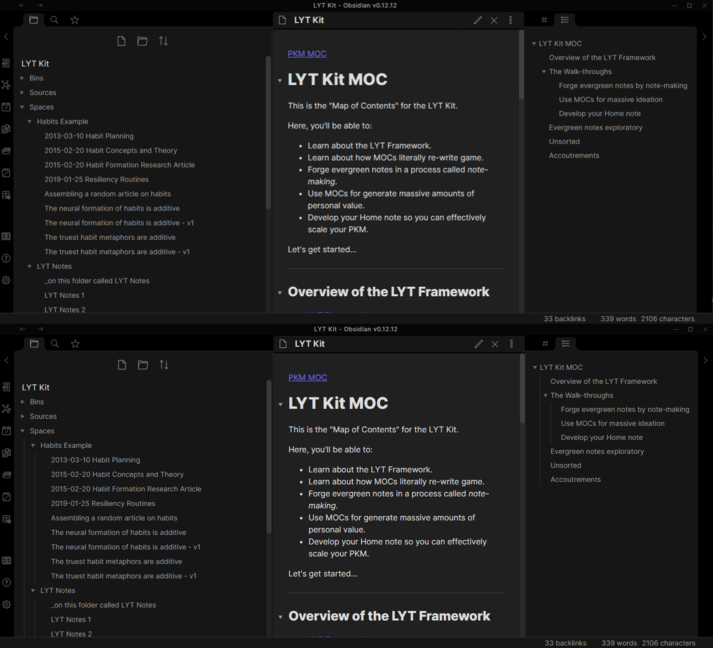 LYT Kit - Obsidian v0.12.12
LYT Kit
Bins
Sources
Spaces
Habits Example
2013-03-10 Habit Planning
2015-02-20 Habit Concepts and Theory
2015-02-20 Habit Formation Research Article
2019-01-25 Resiliency Routines
Assembling a random article on habits
The neural formation of habits is additive
The neural formation of habits is additive - v1
The truest habit metaphors are additive
The truest habit metaphors are additive - v1
LYT Notes
_on this folder called LYT Notes
LYT Notes 1
LYT Notes 2
LYT Kit
PKM MOC
LYT Kit MOC
This is the "Map of Contents" for the LYT Kit.
Here, you'll be able to:
• Learn about the LYT Framework.
• Learn about how MOCs literally re-write game.
• Forge evergreen notes in a process called note-
making.
• Use MOCs for generate massive amounts of
personal value.
• Develop your Home note so you can effectively
scale your PKM.
Let's get started...
Overview of the LYT Framework
LYT Kit MOC
Overview of the LYT Framework
The Walk-throughs
Forge evergreen notes by note-making
Use MOCs for massive ideation
Develop your Home note
Evergreen notes exploratory
Unsorted
Accoutrements
33 backlinks 339 words 2106 characters
LYT Kit - Obsidian v0.12.12
LYT Kit
Bins
Sources
Spaces
Habits Example
2013-03-10 Habit Planning
2015-02-20 Habit Concepts and Theory
2015-02-20 Habit Formation Research Article
2019-01-25 Resiliency Routines
Assembling a random article on habits
The neural formation of habits is additive
The neural formation of habits is additive - v1
The truest habit metaphors are additive
The truest habit metaphors are additive - v1
LYT Notes
_on this folder called LYT Notes
LYT Notes 1
LYT Notes 2
LYT Kit
PKM MOC
LYT Kit MOC
This is the "Map of Contents" for the LYT Kit.
Here, you'll be able to:
• Learn about the LYT Framework.
• Learn about how MOCs literally re-write game.
• Forge evergreen notes in a process called note-
making.
• Use MOCs for generate massive amounts of
personal value.
• Develop your Home note so you can effectively
scale your PKM.
Let's get started...
Overview of the LYT Framework
LYT Kit MOC
Overview of the LYT Framework
The Walk-throughs
Forge evergreen notes by note-making
Use MOCs for massive ideation
Develop your Home note
Evergreen notes exploratory
Unsorted
Accoutrements
33 backlinks 339 words 2106 characters